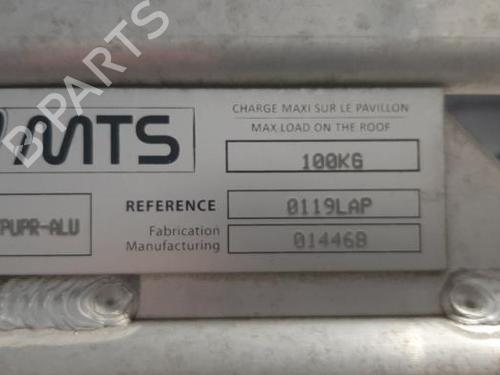 MTS
CHARGE MAXI SUR LE PAVILLON
MAX.LOAD ON THE ROOF
100KG
REFERENCE 0119LAP
PUPR-ALU
Fabrication
Manufacturing 014468
B-PARTS